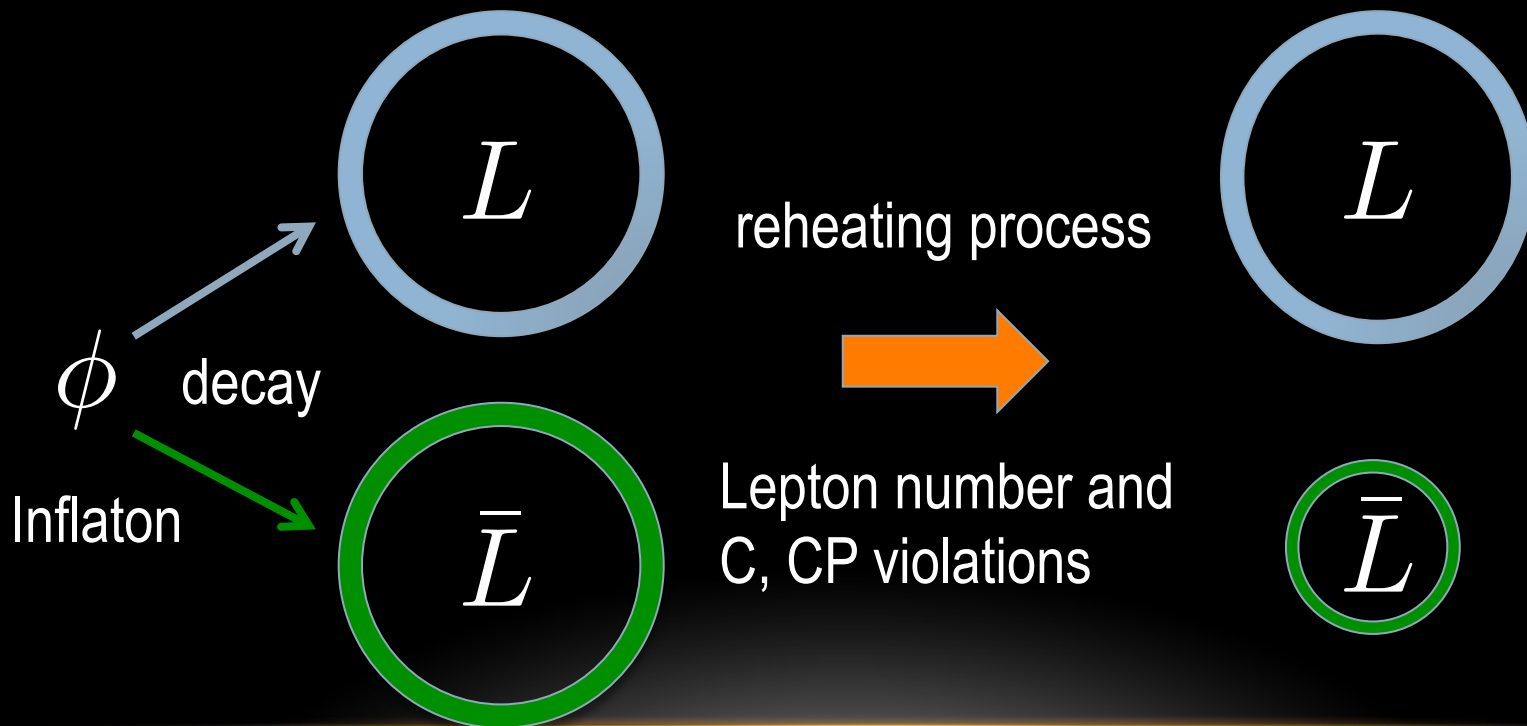 L
L
reheating process
ϕ
decay
Inflaton
L̄
Lepton number and
C, CP violations
L̄